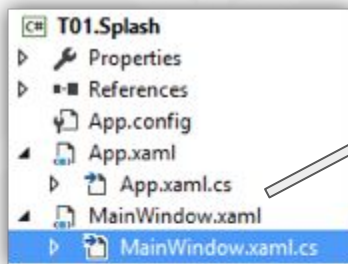 C# T01.Splash
Properties
References
App.config
App.xaml
App.xaml.cs
MainWindow.xaml
MainWindow.xaml.cs